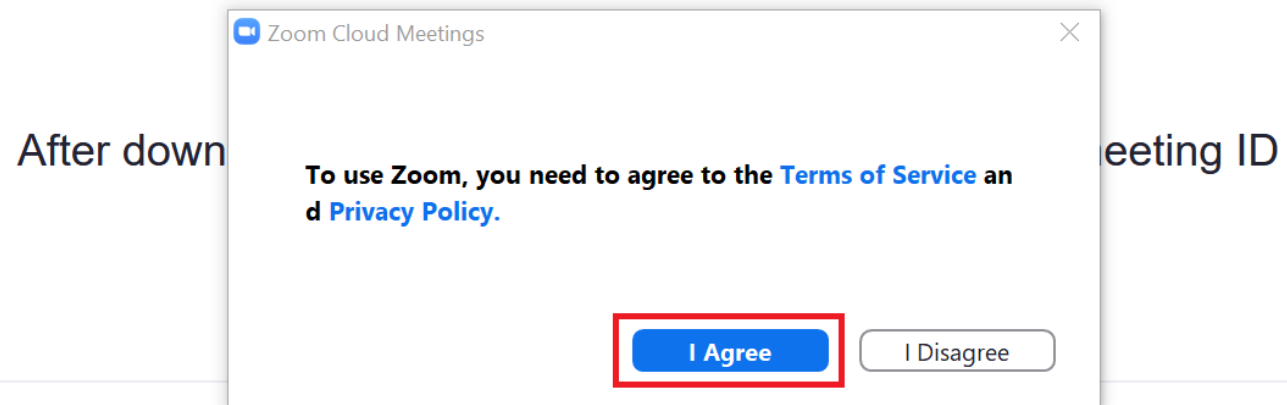 Zoom Cloud Meetings
After down
eeting ID
To use Zoom, you need to agree to the Terms of Service an
d Privacy Policy.
I Agree
I Disagree